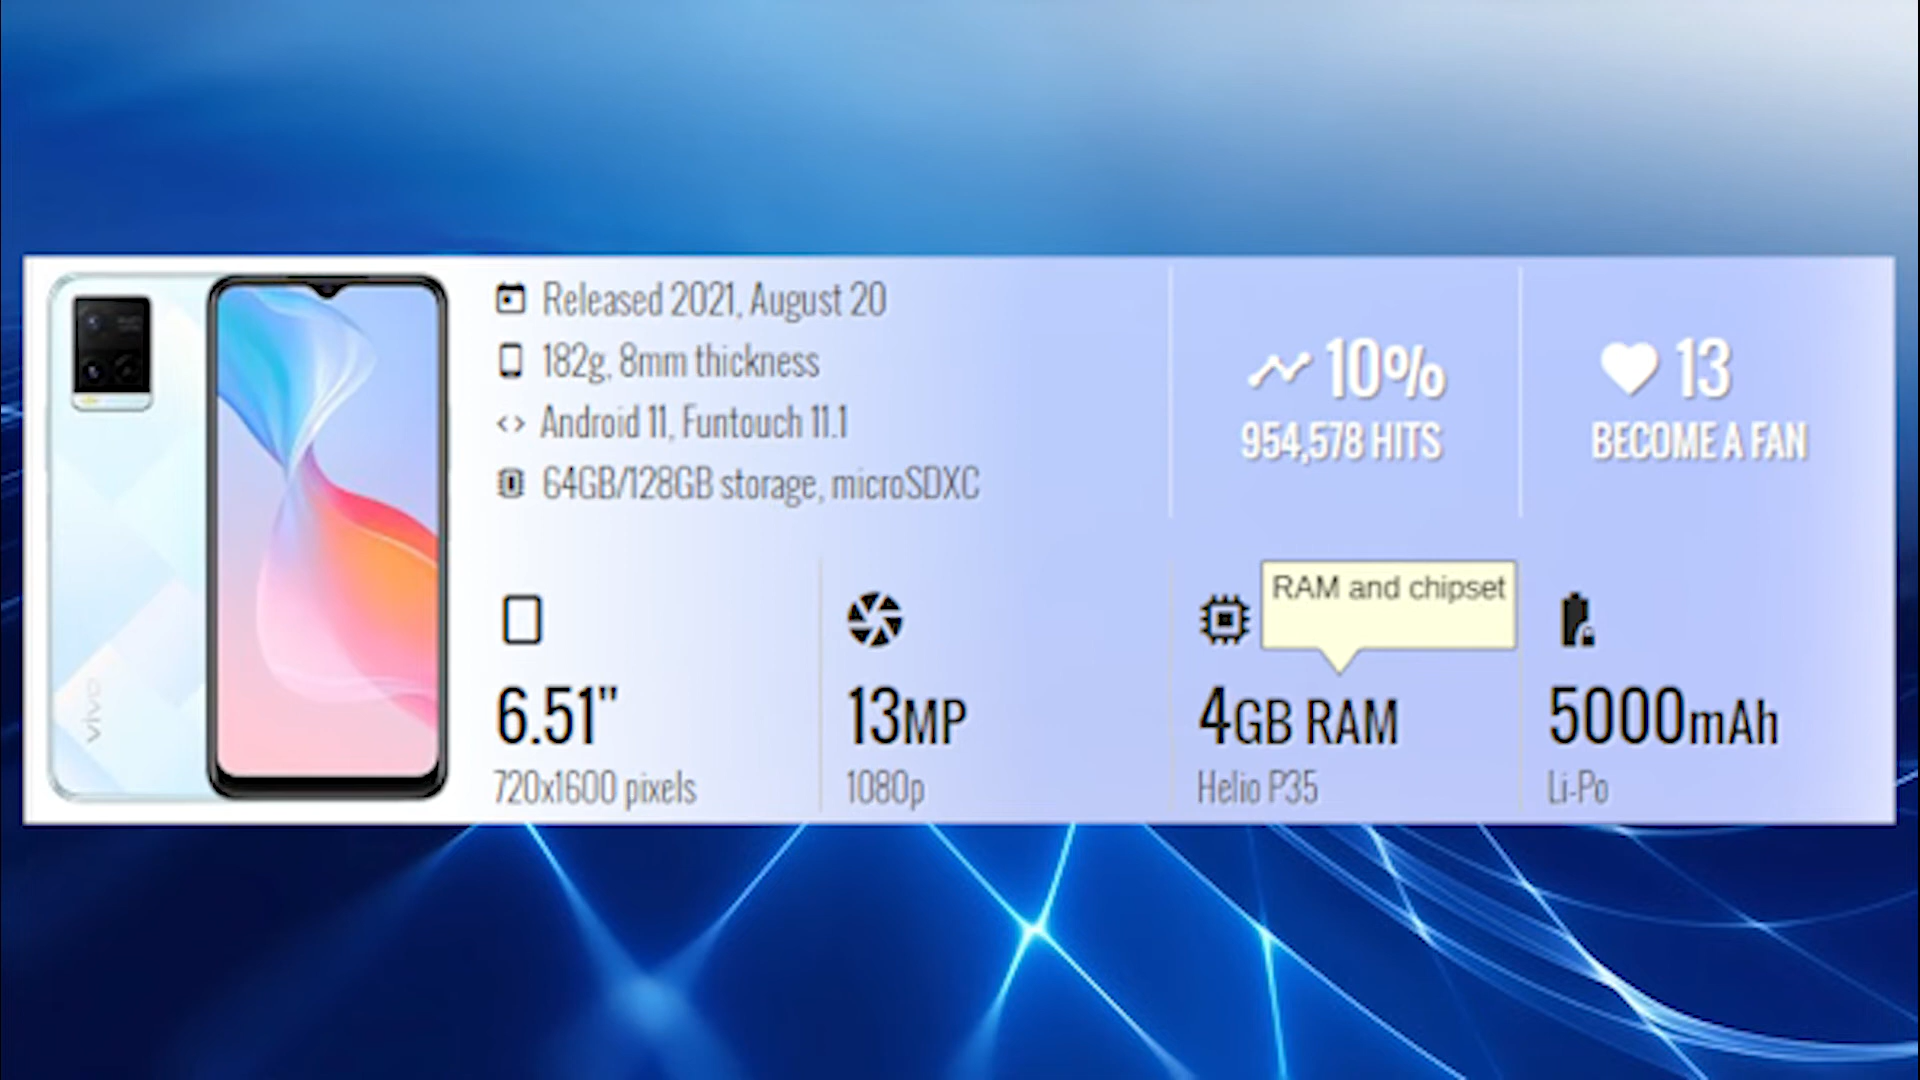 Released 2021, August 20
182g, 8mm thickness
Android 11, Funtouch 11.1
64GB/128GB storage, microSDXC
10%
954,578 HITS
13
BECOME A FAN
RAM and chipset
6.51"
720x1600 pixels
13MP
1080p
4GB RAM
Helio P35
5000mAh
Li-Po
vivo